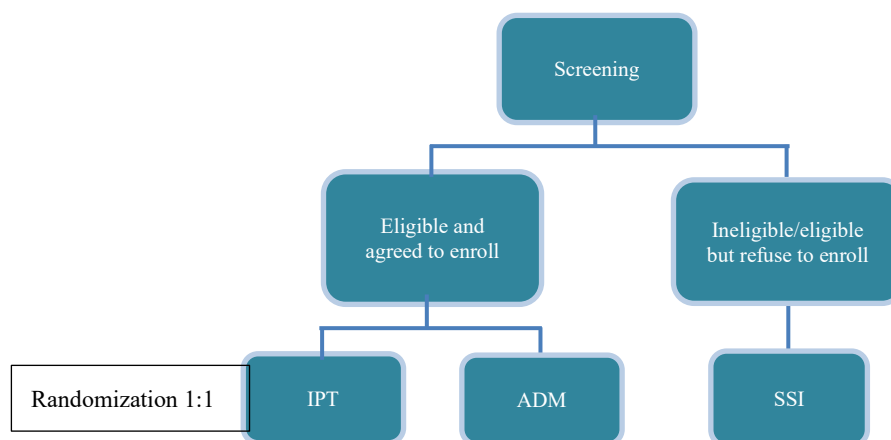 Screening
Eligible and
agreed to enroll
Ineligible/eligible
but refuse to enroll
Randomization 1:1
IPT
ADM
SSI